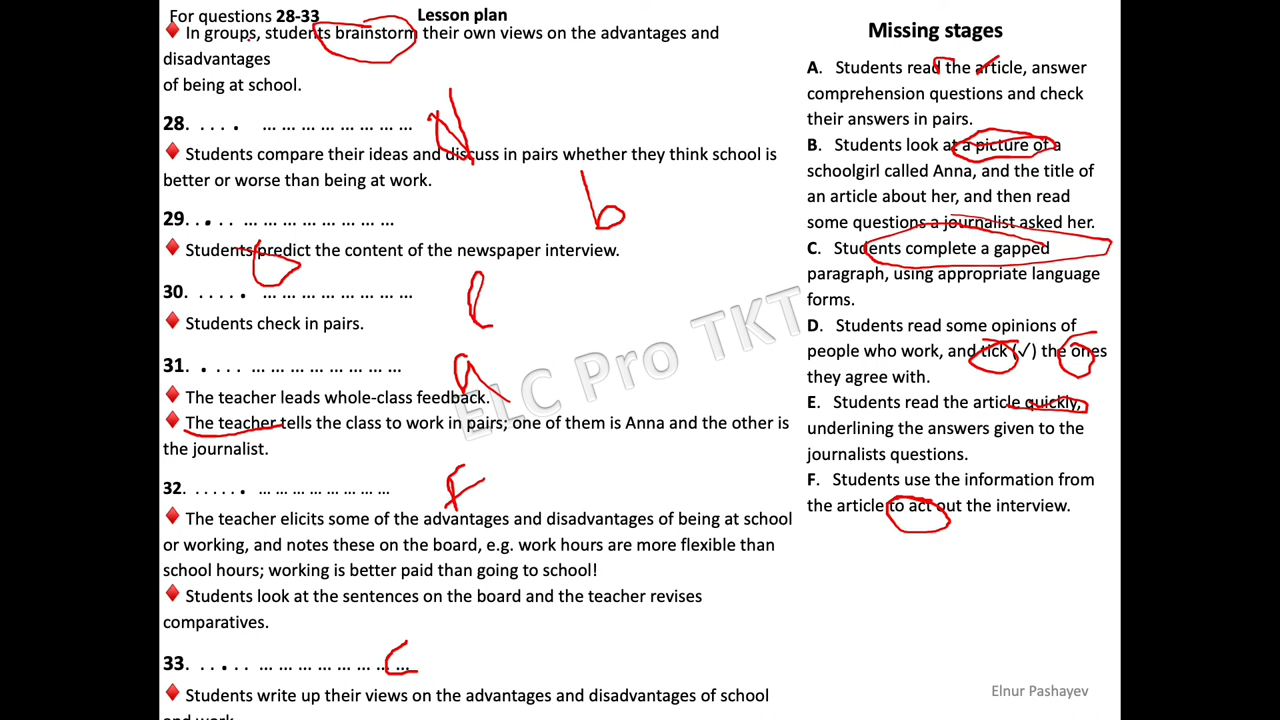 For questions 28-33 Lesson plan
In groups, students brainstorm their own views on the advantages and
disadvantages
of being at school.
28. . . . . ... ... ... ... ... ... ... ... d
Students compare their ideas and discuss in pairs whether they think school is
better or worse than being at work.
29. . . . . ... ... ... ... ... ... ... ... b
Students predict the content of the newspaper interview.
30. . . . . . ... ... ... ... ... ... ... ... e
Students check in pairs.
31. . . . . ... ... ... ... ... ... ... ... a
The teacher leads whole-class feedback.
The teacher tells the class to work in pairs; one of them is Anna and the other is
the journalist.
32. . . . . . . ... ... ... ... ... ... ... ... F
The teacher elicits some of the advantages and disadvantages of being at school
or working, and notes these on the board, e.g. work hours are more flexible than
school hours; working is better paid than going to school!
Students look at the sentences on the board and the teacher revises
comparatives.
33. . . . . . ... ... ... ... ... ... ... ... C
Students write up their views on the advantages and disadvantages of school
and work.
Missing stages
A. Students read the article, answer
comprehension questions and check
their answers in pairs.
B. Students look at a picture of a
schoolgirl called Anna, and the title of
an article about her, and then read
some questions a journalist asked her.
C. Students complete a gapped
paragraph, using appropriate language
forms.
D. Students read some opinions of
people who work, and tick (✓) the ones
they agree with.
E. Students read the article quickly,
underlining the answers given to the
journalists questions.
F. Students use the information from
the article to act out the interview.
ELC Pro TKT
Elnur Pashayev